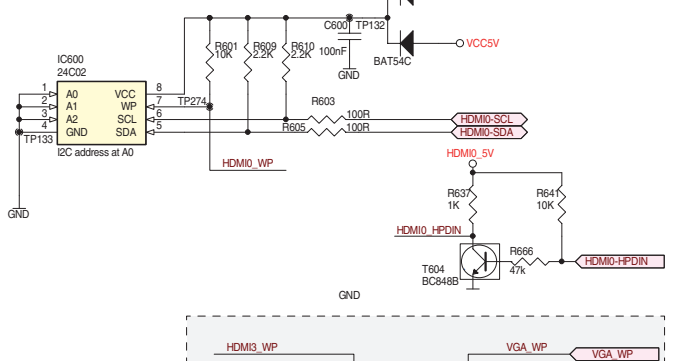 C600 TP132
R601 R609 R610
10K 2.2K 2.2K 100nF
VCC5V
BAT54C
GND
IC600
24C02
1 A0 VCC 8
2 A1 WP 7 TP274
3 A2 SCL 6
4 GND SDA 5
TP133
I2C address at A0
R603
100R HDMI0-SCL
R605 100R HDMI0-SDA
HDMI0_WP
HDMI0_5V
GND
R637 R641
1K 10K
HDMI0_HPDIN
R666
47k
HDMI0-HPDIN
T604
BC848B
GND
HDMI3_WP VGA_WP VGA_WP